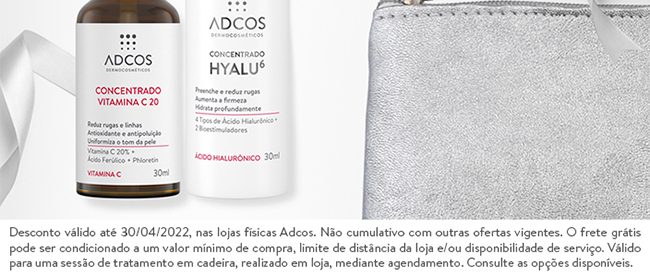 ADCOS
DERMOCOSMÉTICOS
CONCENTRADO
VITAMINA C 20
Reduz rugas e linhas
Antioxidante e antipoluição
Uniformiza o tom da pele
Vitamina C 20% +
Ácido Ferúlico + Phloretin
VITAMINA C
30ml
ADCOS
DERMOCOSMÉTICOS
CONCENTRADO
HYALU6
Preenche e reduz rugas
Aumenta a firmeza
Hidrata profundamente
4 Tipos de Ácido Hialurônico +
2 Bioestimuladores
ÁCIDO HIALURÔNICO
30ml
Desconto válido até 30/04/2022, nas lojas físicas Adcos. Não cumulativo com outras ofertas vigentes. O frete grátis
pode ser condicionado a um valor mínimo de compra, limite de distância da loja e/ou disponibilidade de serviço. Válido
para uma sessão de tratamento em cadeira, realizado em loja, mediante agendamento. Consulte as opções disponíveis.